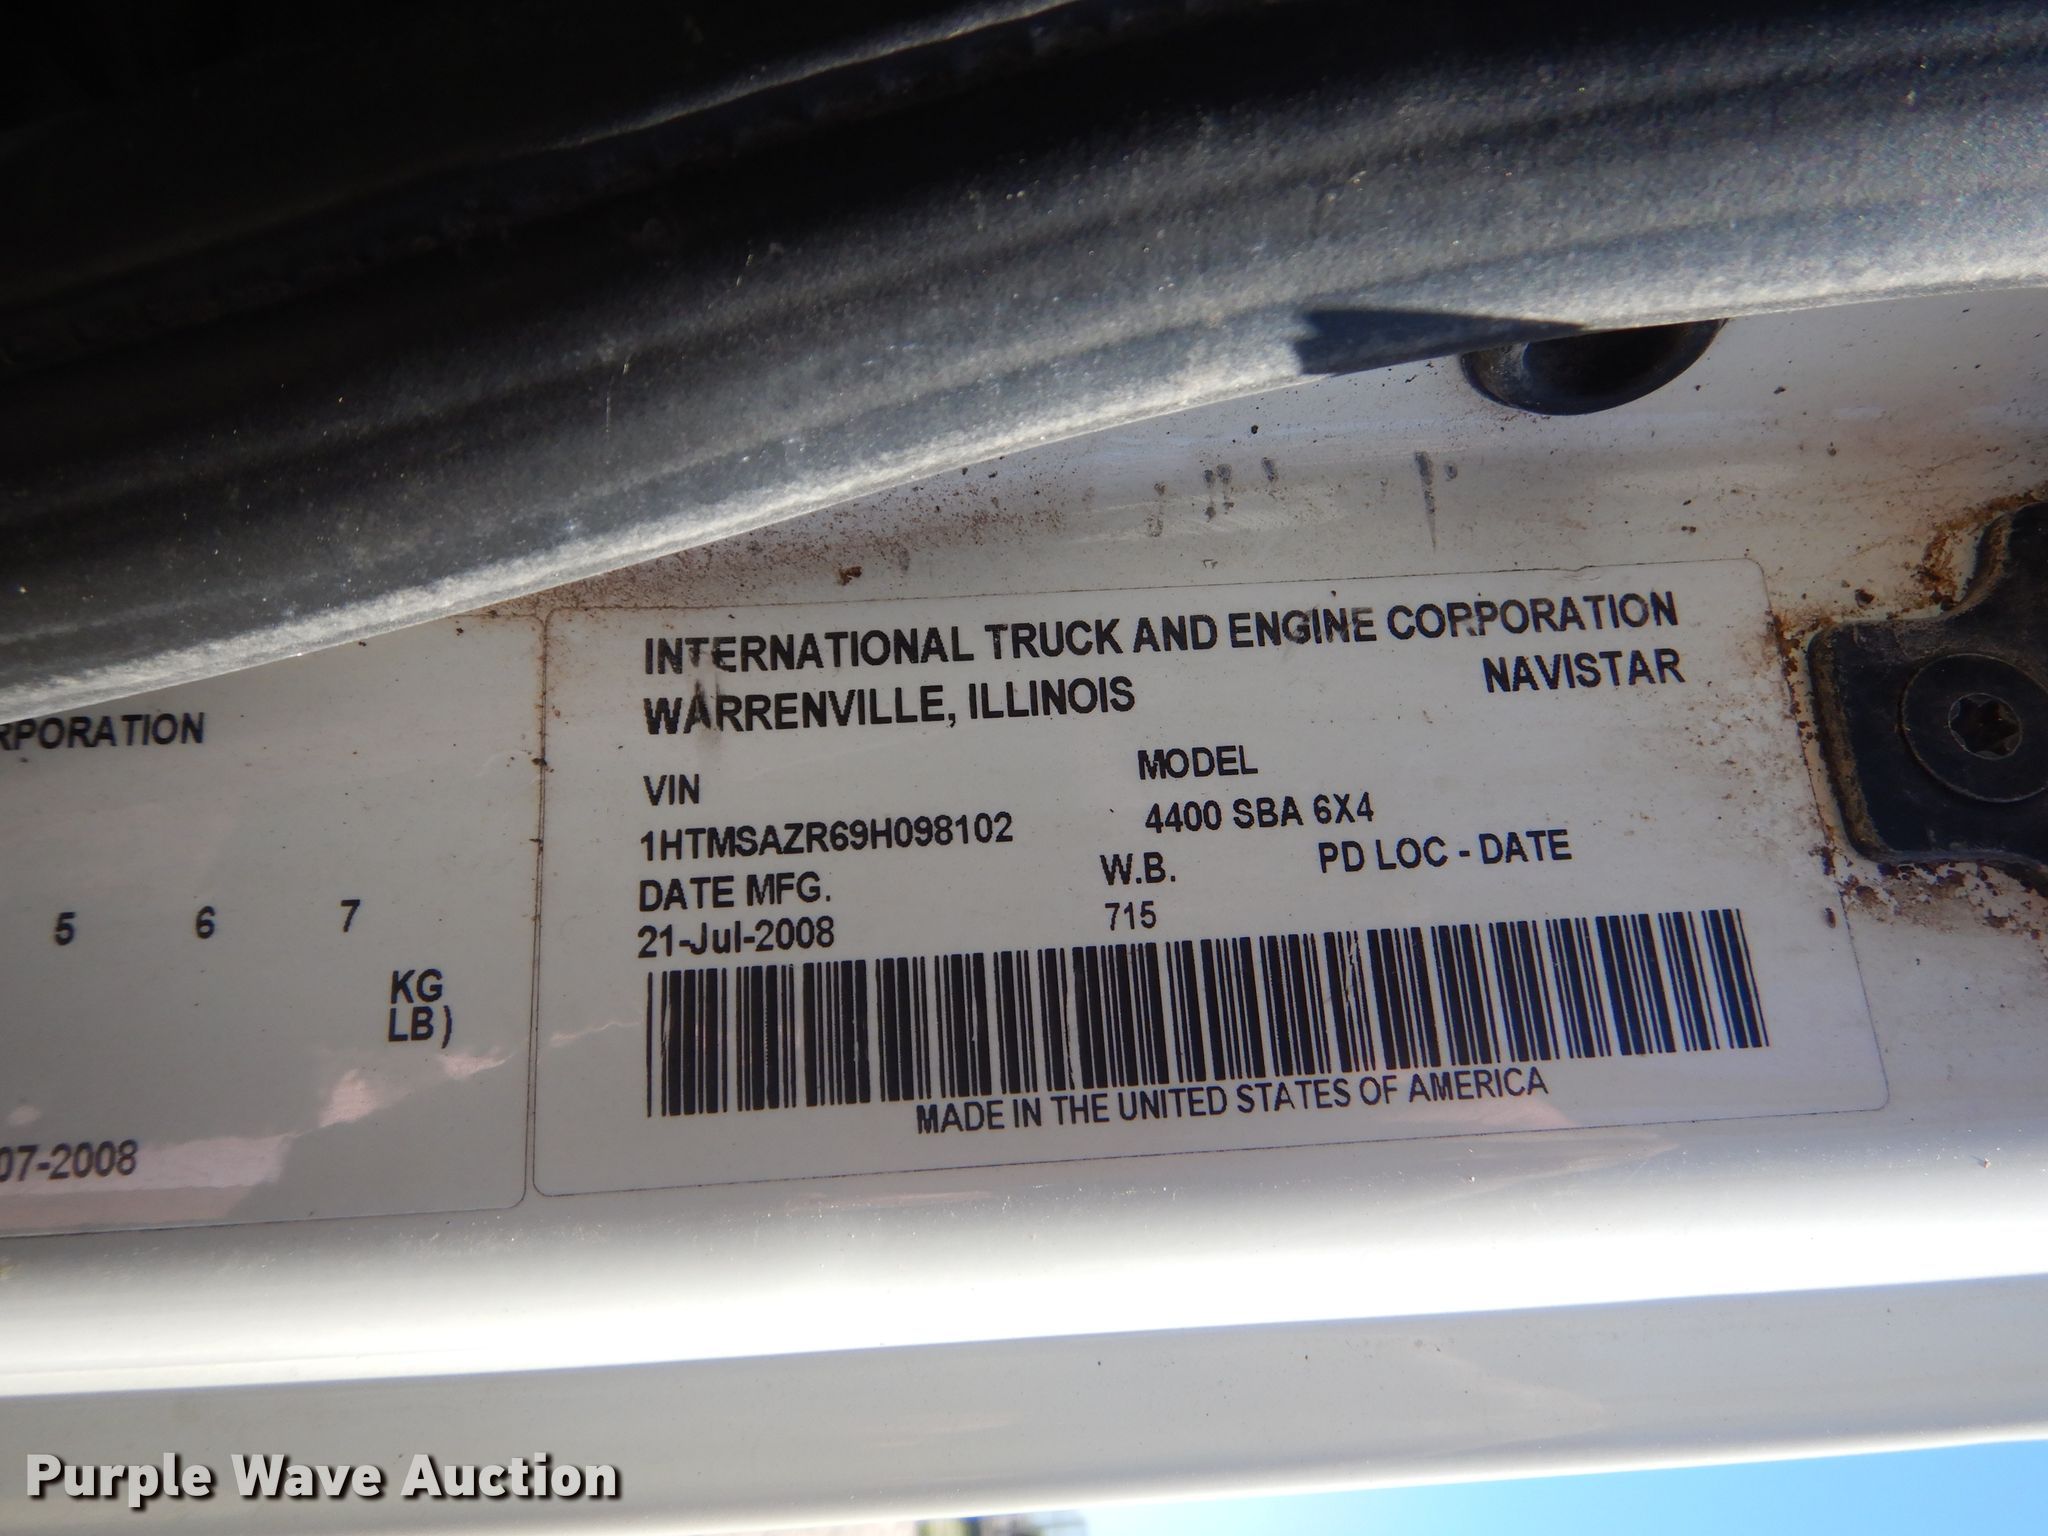 RPORATION
5 6 7
KG
LB)
07-2008
INTERNATIONAL TRUCK AND ENGINE CORPORATION
WARRENVILLE, ILLINOIS NAVISTAR
VIN MODEL
1HTMSAZR69H098102 4400 SBA 6X4
DATE MFG. W.B. PD LOC - DATE
21-Jul-2008 715
MADE IN THE UNITED STATES OF AMERICA
Purple Wave Auction